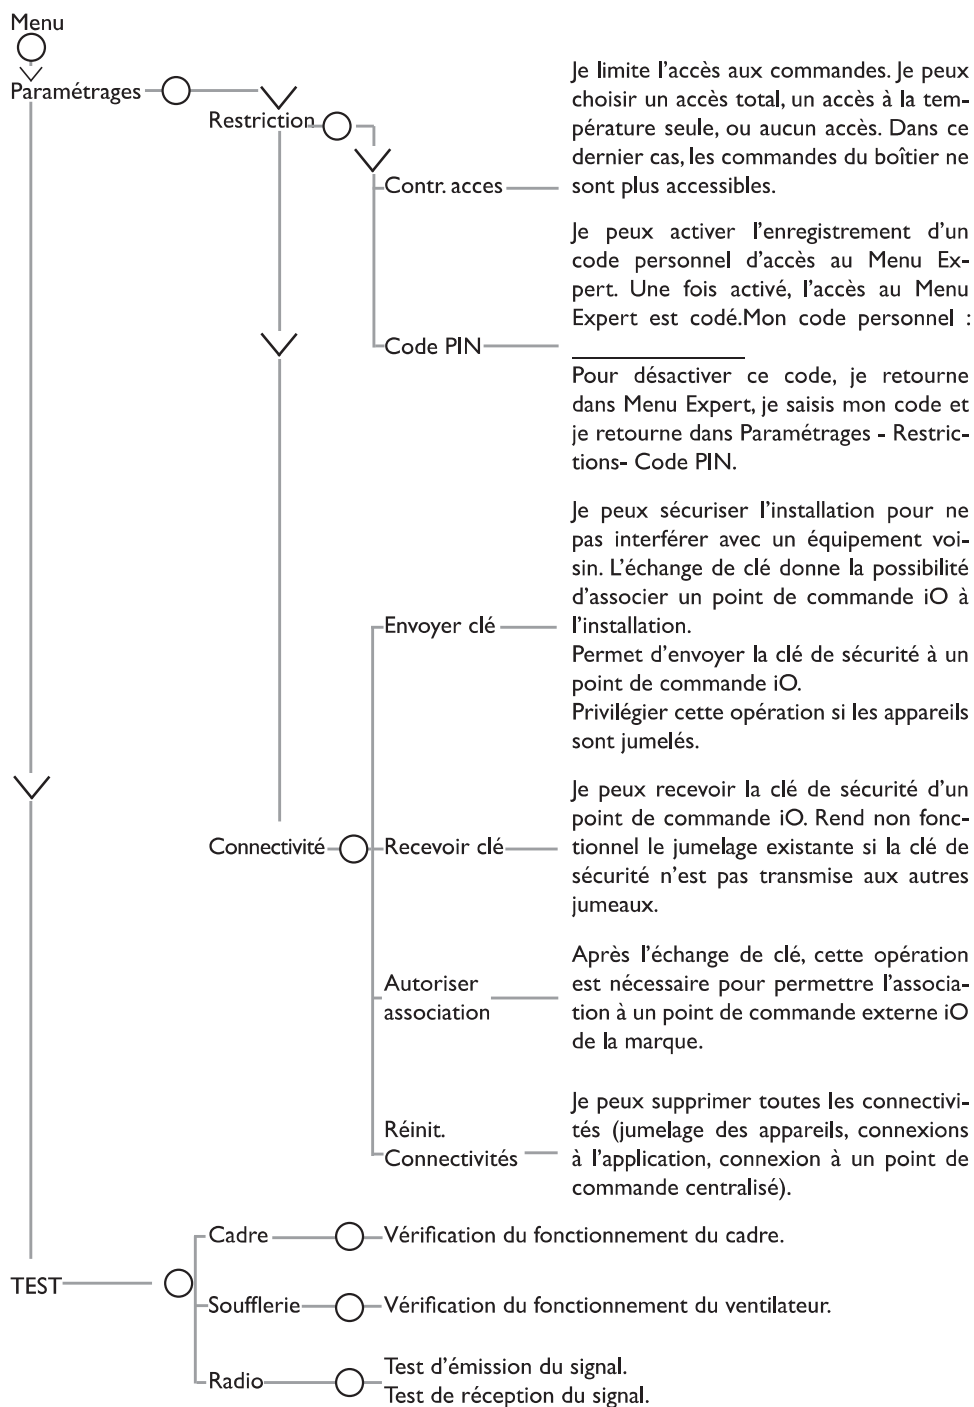 Menu
Paramétrages
Restriction
Contr. acces
Je limite l'accès aux commandes. Je peux
choisir un accès total, un accès à la tem-
pérature seule, ou aucun accès. Dans ce
dernier cas, les commandes du boîtier ne
sont plus accessibles.
Code PIN
Je peux activer l'enregistrement d'un
code personnel d'accès au Menu Ex-
pert. Une fois activé, l'accès au Menu
Expert est codé.Mon code personnel :
Pour désactiver ce code, je retourne
dans Menu Expert, je saisis mon code et
je retourne dans Paramétrages - Restric-
tions- Code PIN.
Connectivité
Envoyer clé
Je peux sécuriser l'installation pour ne
pas interférer avec un équipement voi-
sin. L'échange de clé donne la possibilité
d'associer un point de commande iO à
l'installation.
Permet d'envoyer la clé de sécurité à un
point de commande iO.
Privilégier cette opération si les appareils
sont jumelés.
Recevoir clé
Je peux recevoir la clé de sécurité d'un
point de commande iO. Rend non fonc-
tionnel le jumelage existante si la clé de
sécurité n'est pas transmise aux autres
jumeaux.
Autoriser
association
Après l'échange de clé, cette opération
est nécessaire pour permettre l'associa-
tion à un point de commande externe iO
de la marque.
Réinit.
Connectivités
Je peux supprimer toutes les connectivi-
tés (jumelage des appareils, connexions
à l'application, connexion à un point de
commande centralisé).
TEST
Cadre
Vérification du fonctionnement du cadre.
Soufflerie
Vérification du fonctionnement du ventilateur.
Radio
Test d'émission du signal.
Test de réception du signal.